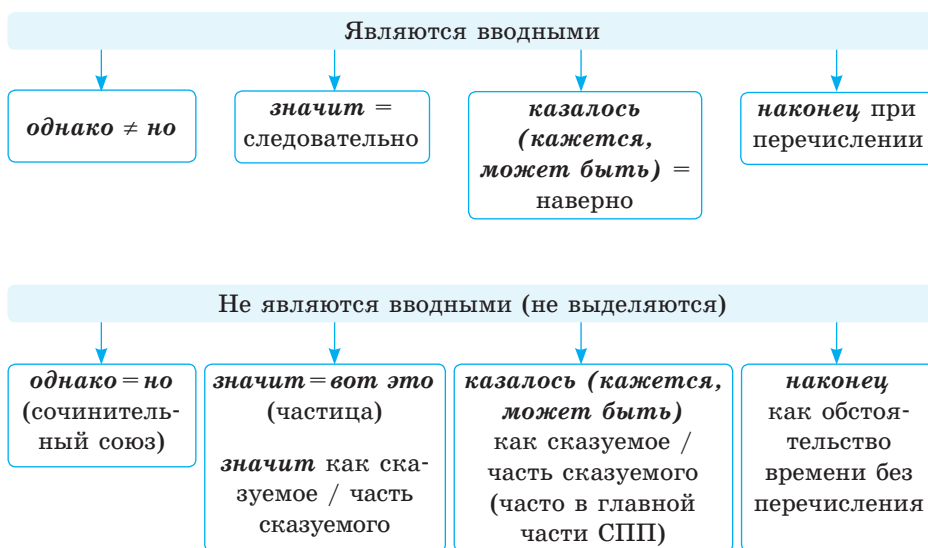 Являются вводными
однако ≠ но
значит =
следовательно
казалось
(кажется,
может быть) =
наверно
наконец при
перечислении
Не являются вводными (не выделяются)
однако = но
(сочинитель-
ный союз)
значит = вот это
(частица)
значит как ска-
зуемое / часть
сказуемого
казалось (кажется,
может быть)
как сказуемое /
часть сказуемого
(часто в главной
части СПП)
наконец
как обстоя-
тельство
времени без
перечисления